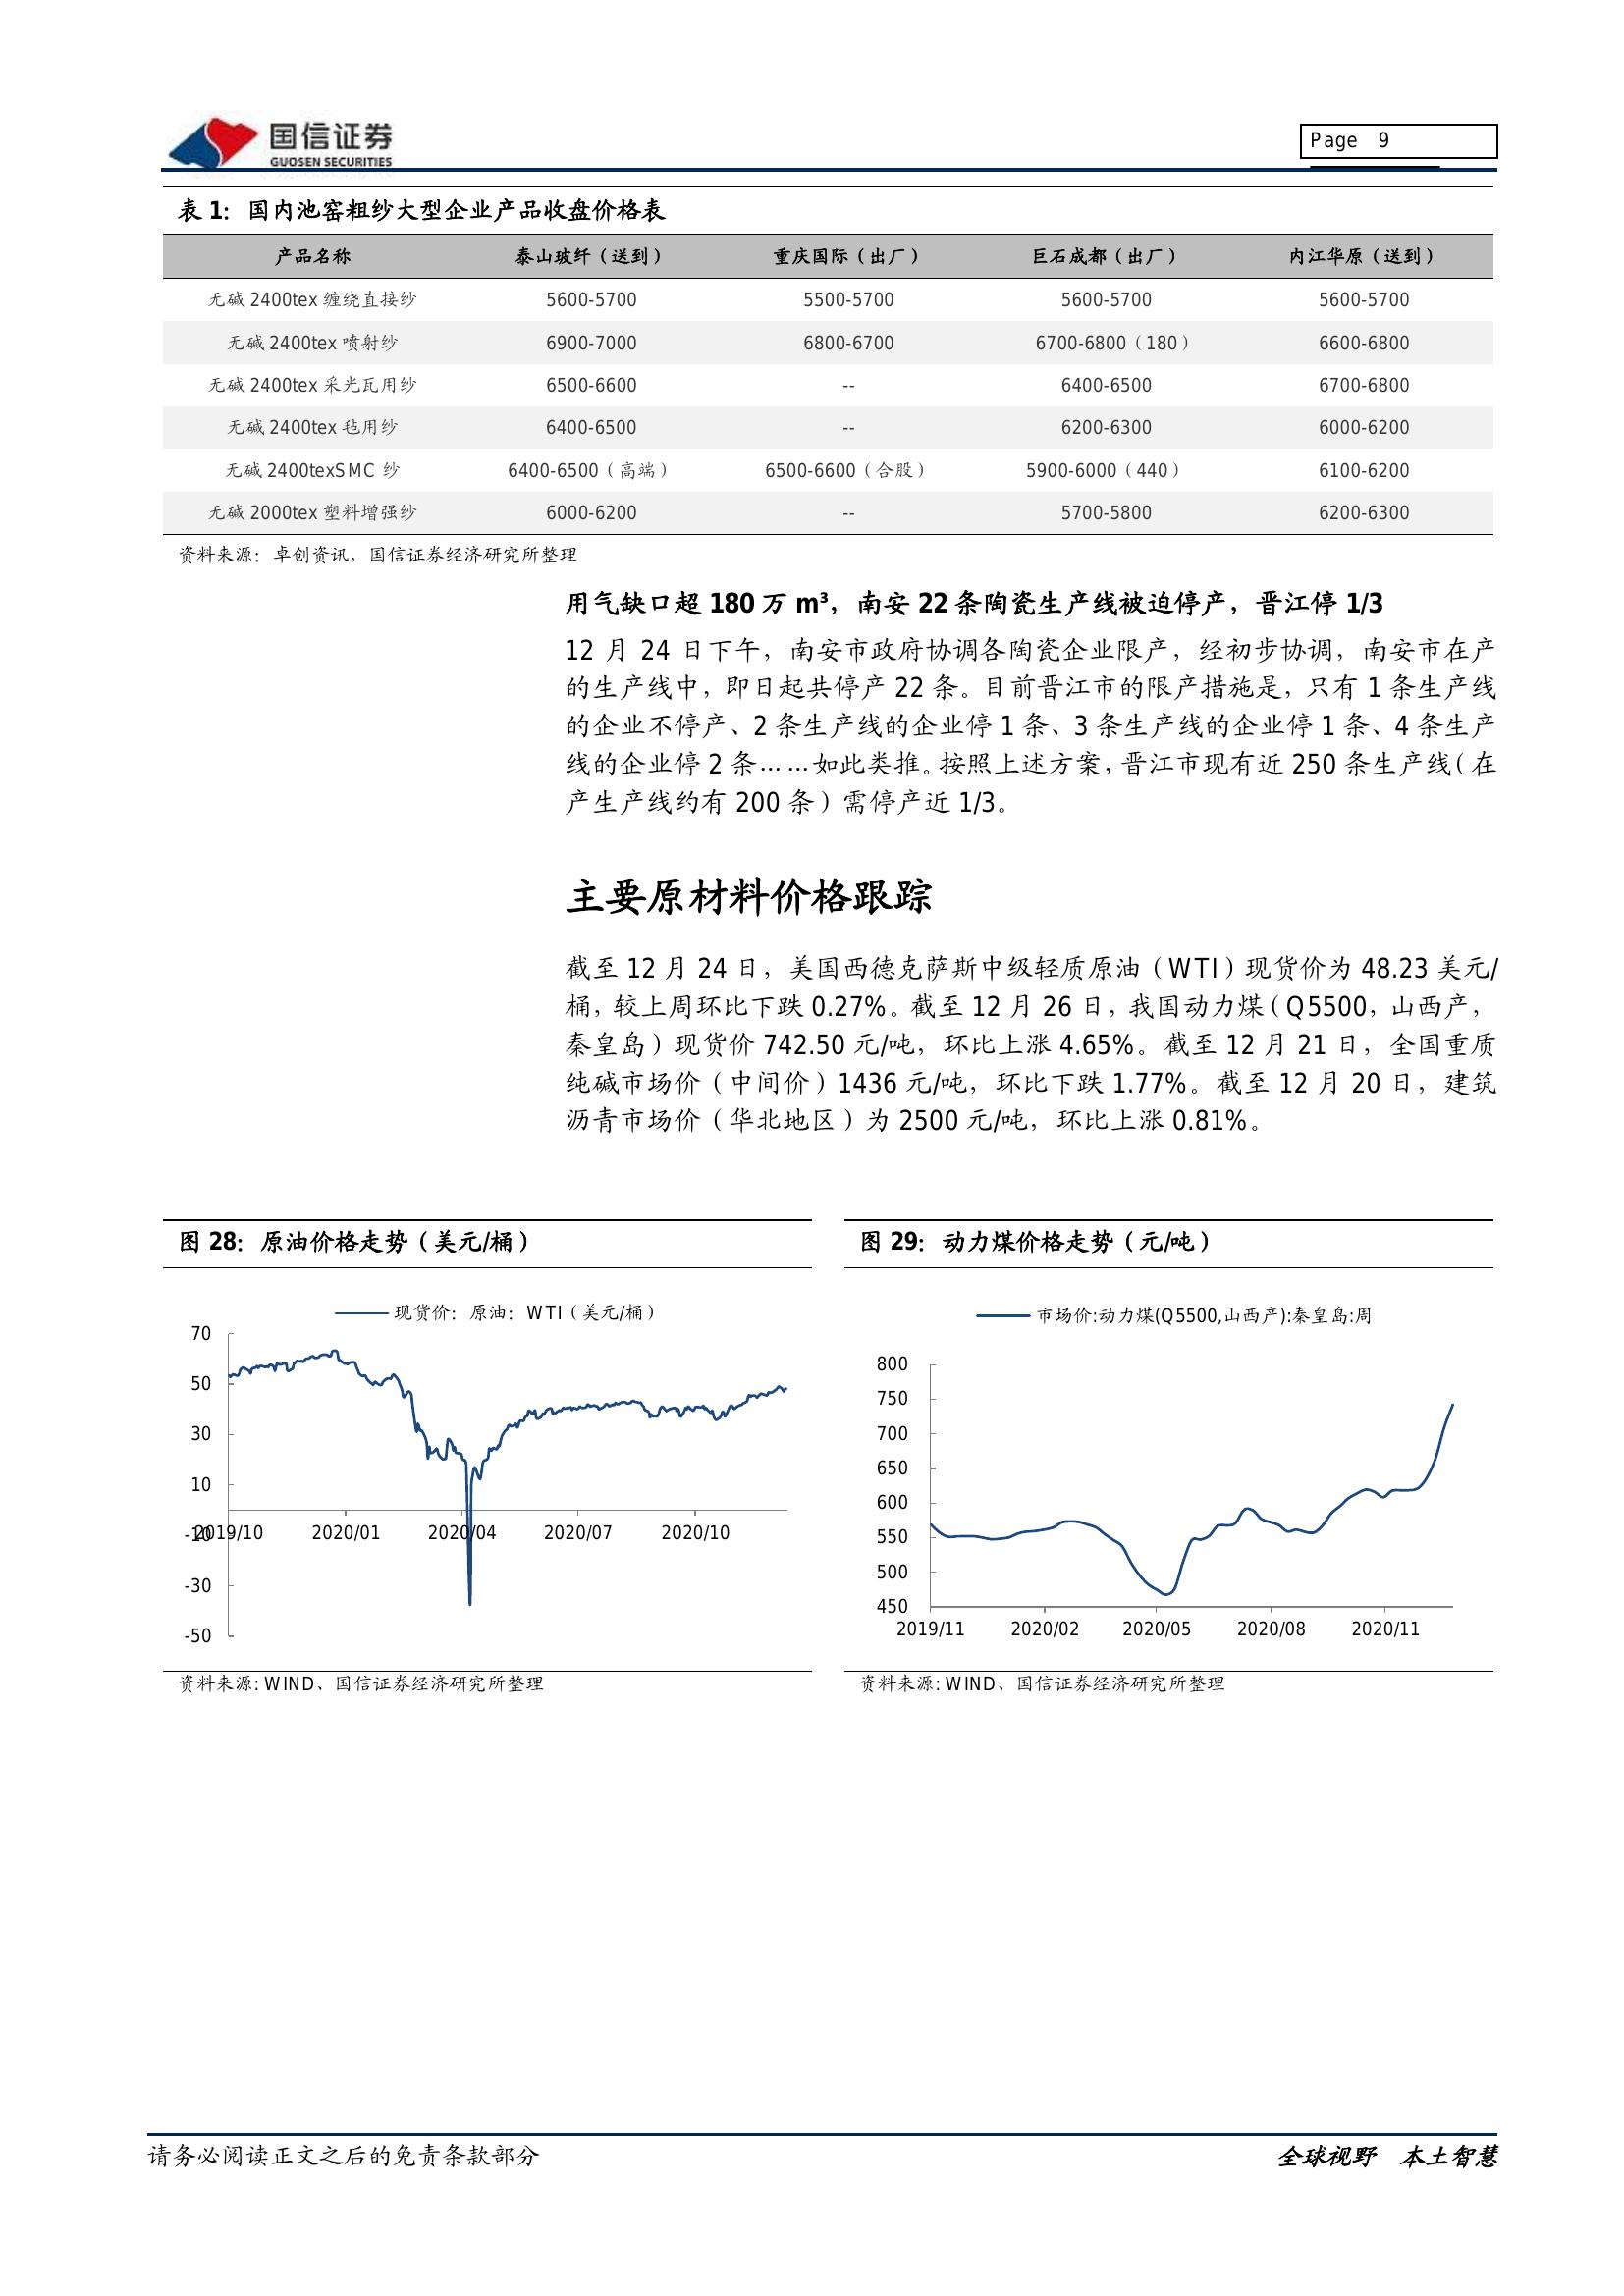 国信证券
GUOSEN SECURITIES
Page 9
表 1：国内池窑粗纱大型企业产品收盘价格表
产品名称 泰山玻纤（送到） 重庆国际（出厂） 巨石成都（出厂） 内江华原（送到）
无碱 2400tex 缠绕直接纱 5600-5700 5500-5700 5600-5700 5600-5700
无碱 2400tex 喷射纱 6900-7000 6800-6700 6700-6800（180） 6600-6800
无碱 2400tex 采光瓦用纱 6500-6600 -- 6400-6500 6700-6800
无碱 2400tex 毡用纱 6400-6500 -- 6200-6300 6000-6200
无碱 2400texSMC 纱 6400-6500（高端） 6500-6600（合股） 5900-6000（440） 6100-6200
无碱 2000tex 塑料增强纱 6000-6200 -- 5700-5800 6200-6300
资料来源：卓创资讯，国信证券经济研究所整理
用气缺口超 180 万 m³，南安 22 条陶瓷生产线被迫停产，晋江停 1/3
12 月 24 日下午，南安市政府协调各陶瓷企业限产，经初步协调，南安市在产
的生产线中，即日起共停产 22 条。目前晋江市的限产措施是，只有 1 条生产线
的企业不停产、2 条生产线的企业停 1 条、3 条生产线的企业停 1 条、4 条生产
线的企业停 2 条……如此类推。按照上述方案，晋江市现有近 250 条生产线（在
产生产线约有 200 条）需停产近 1/3。
主要原材料价格跟踪
截至 12 月 24 日，美国西德克萨斯中级轻质原油（WTI）现货价为 48.23 美元/
桶，较上周环比下跌 0.27%。截至 12 月 26 日，我国动力煤（Q5500，山西产，
秦皇岛）现货价 742.50 元/吨，环比上涨 4.65%。截至 12 月 21 日，全国重质
纯碱市场价（中间价）1436 元/吨，环比下跌 1.77%。截至 12 月 20 日，建筑
沥青市场价（华北地区）为 2500 元/吨，环比上涨 0.81%。
图 28：原油价格走势（美元/桶）
现货价：原油：WTI（美元/桶）
70
50
30
10
-10
-30
-50
2019/10 2020/01 2020/04 2020/07 2020/10
资料来源: WIND、国信证券经济研究所整理
图 29：动力煤价格走势（元/吨）
市场价:动力煤(Q5500,山西产):秦皇岛:周
800
750
700
650
600
550
500
450
2019/11 2020/02 2020/05 2020/08 2020/11
资料来源: WIND、国信证券经济研究所整理
请务必阅读正文之后的免责条款部分
全球视野 本土智慧